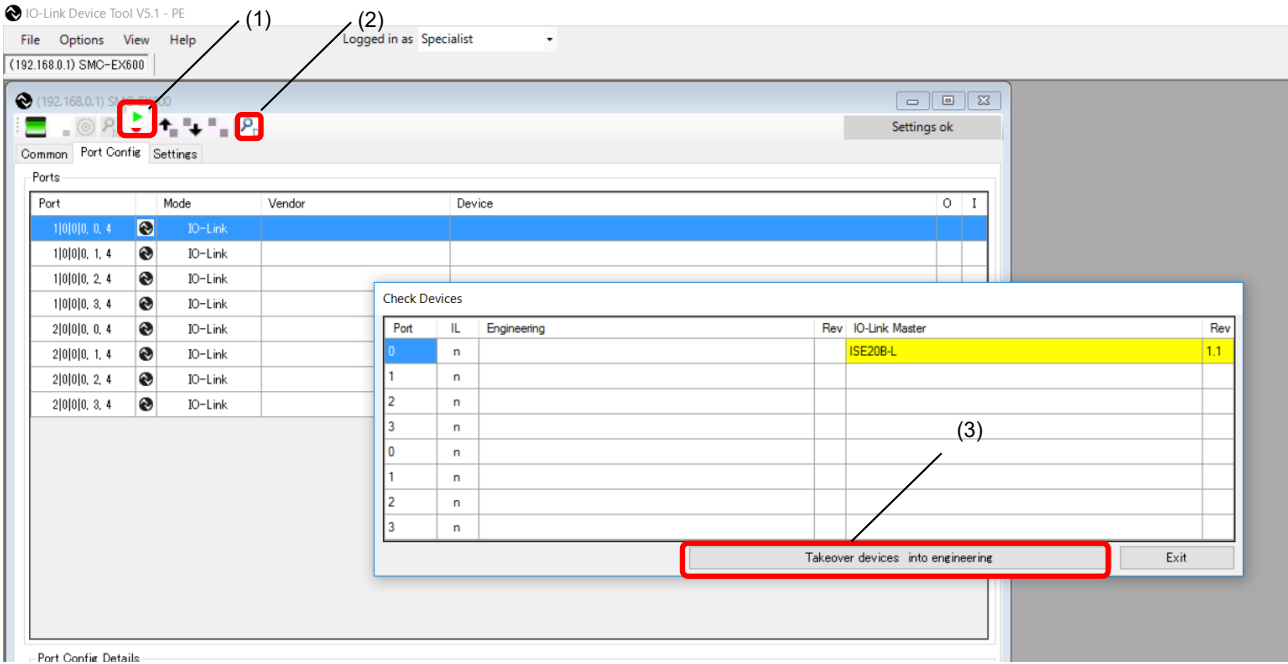 IO-Link Device Tool V5.1 - PE
(1)
(2)
File Options View Help Logged in as Specialist
(192.168.0.1) SMC-EX600
(192.168.0.1) SMC-EX600
Settings ok
Common Port Config Settings
Ports
Port Mode Vendor Device O I
1|0|0|0, 0, 4 IO-Link
1|0|0|0, 1, 4 IO-Link
1|0|0|0, 2, 4 IO-Link
1|0|0|0, 3, 4 IO-Link
2|0|0|0, 0, 4 IO-Link
2|0|0|0, 1, 4 IO-Link
2|0|0|0, 2, 4 IO-Link
2|0|0|0, 3, 4 IO-Link
Check Devices
Port IL Engineering Rev IO-Link Master Rev
0 n ISE20B-L 1.1
1 n
2 n
3 n
0 n
1 n
2 n
3 n
(3)
Takeover devices into engineering
Exit
Port Config Details